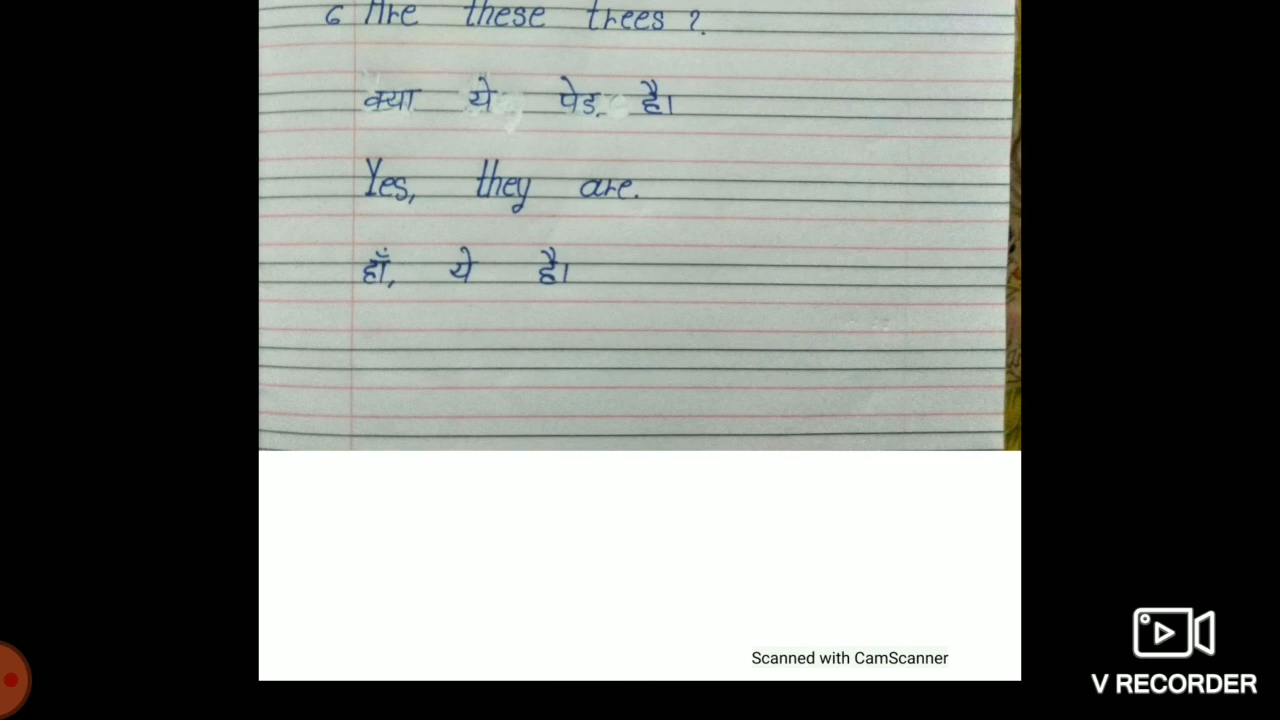 6 Are these trees ?.
क्या ये पेड़ है।
Yes, they are.
हाँ, ये है।
Scanned with CamScanner
V RECORDER